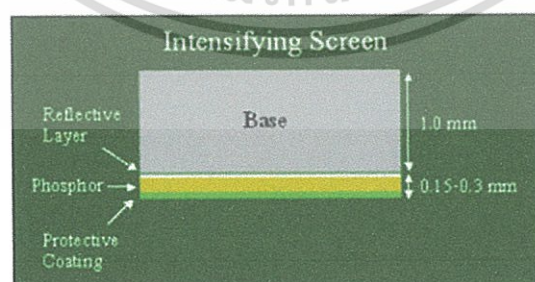 Intensifying Screen
Reflective
Layer
Base
1.0 mm
Phosphor
0.15-0.3 mm
Protective
Coating